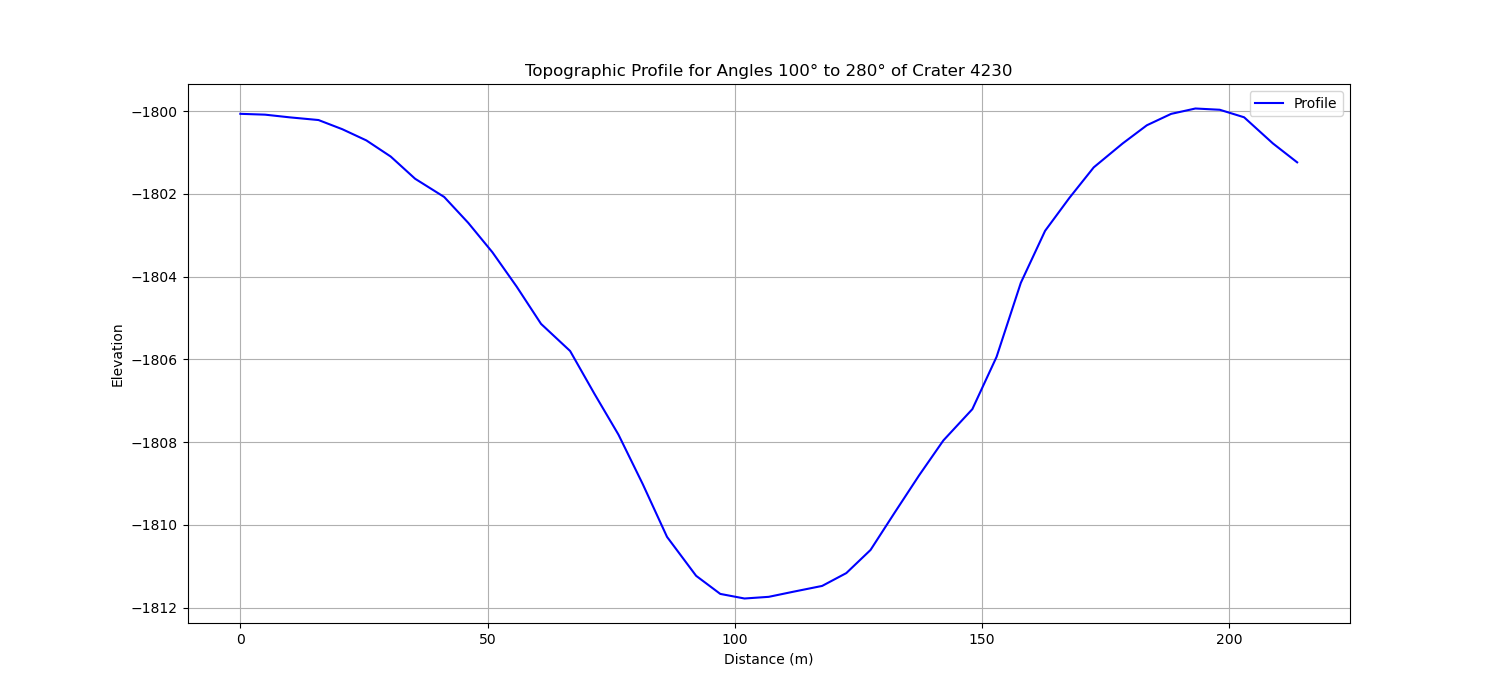 Topographic Profile for Angles 100° to 280° of Crater 4230
Profile
−1800
−1802
−1804
−1806
−1808
−1810
−1812
Elevation
0 50 100 150 200
Distance (m)